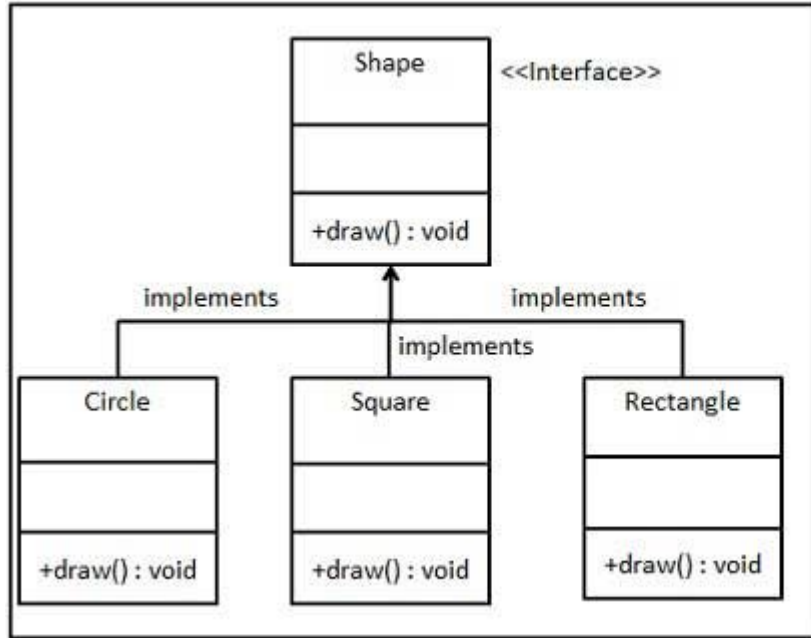 Shape
<<Interface>>
+draw() : void
implements
implements
implements
Circle
Square
Rectangle
+draw() : void
+draw() : void
+draw() : void